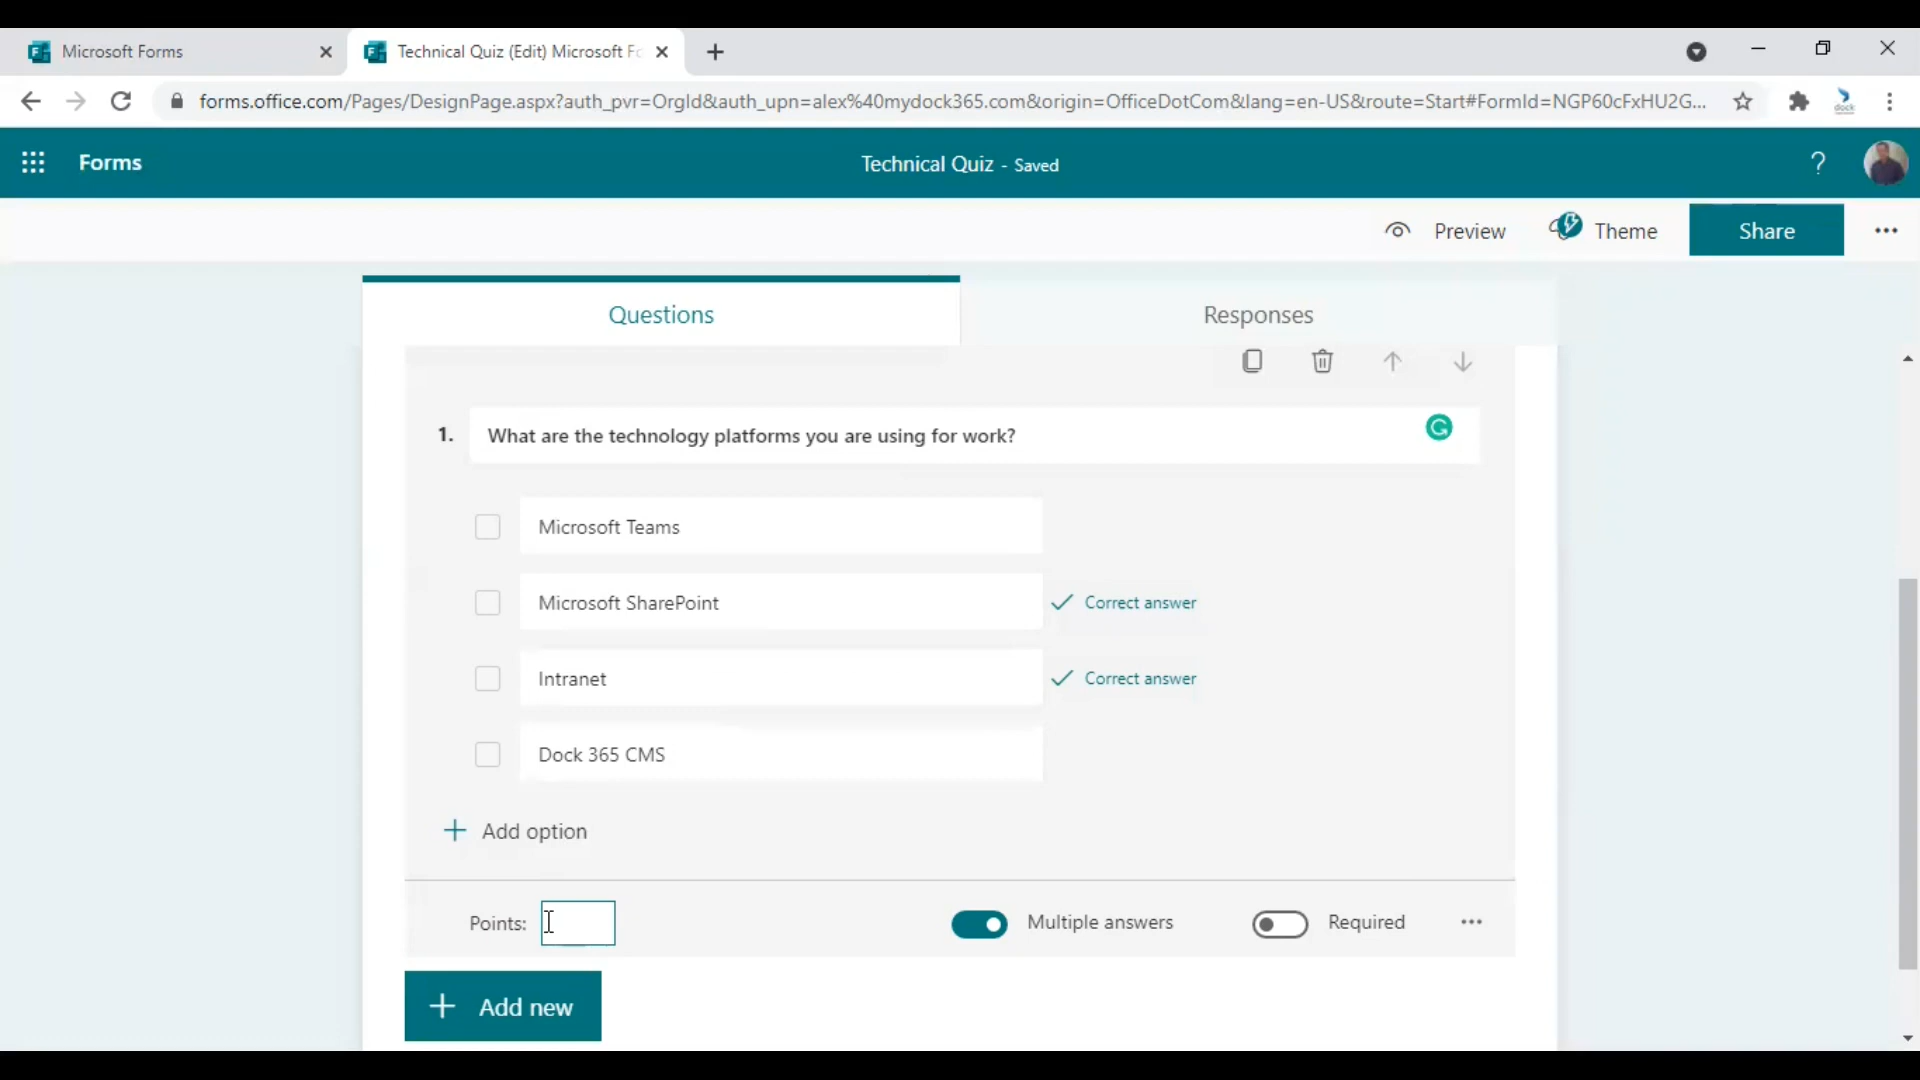 Microsoft Forms
Technical Quiz (Edit) Microsoft Fo
forms.office.com/Pages/DesignPage.aspx?auth_pvr=OrgId&auth_upn=alex%40mydock365.com&origin=OfficeDotCom&lang=en-US&route=Start#FormId=NGP60cFxHU2G...
dock
Forms
Technical Quiz - Saved
?
Preview
Theme
Share
Questions
Responses
1. What are the technology platforms you are using for work?
Microsoft Teams
Microsoft SharePoint
Correct answer
Intranet
Correct answer
Dock 365 CMS
Add option
Points:
Multiple answers
Required
Add new